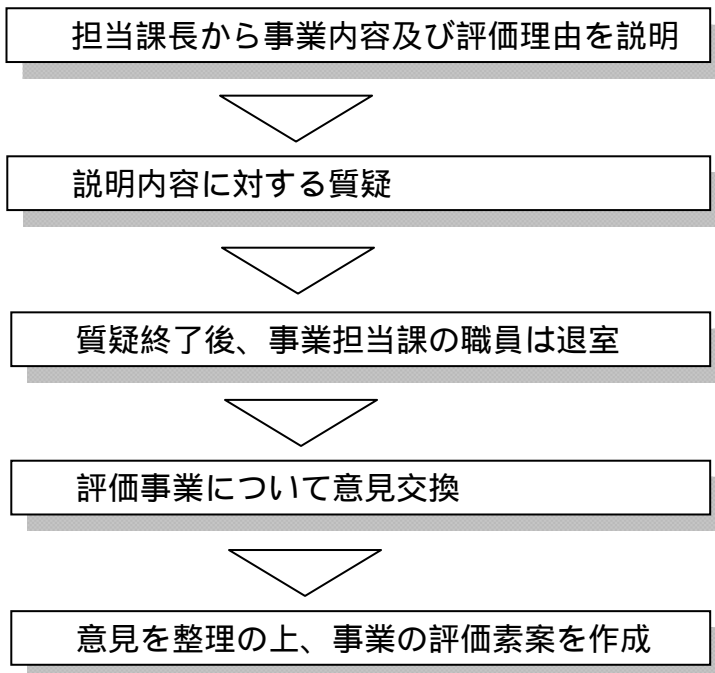 担当課長から事業内容及び評価理由を説明
説明内容に対する質疑
質疑終了後、事業担当課の職員は退室
評価事業について意見交換
意見を整理の上、事業の評価素案を作成